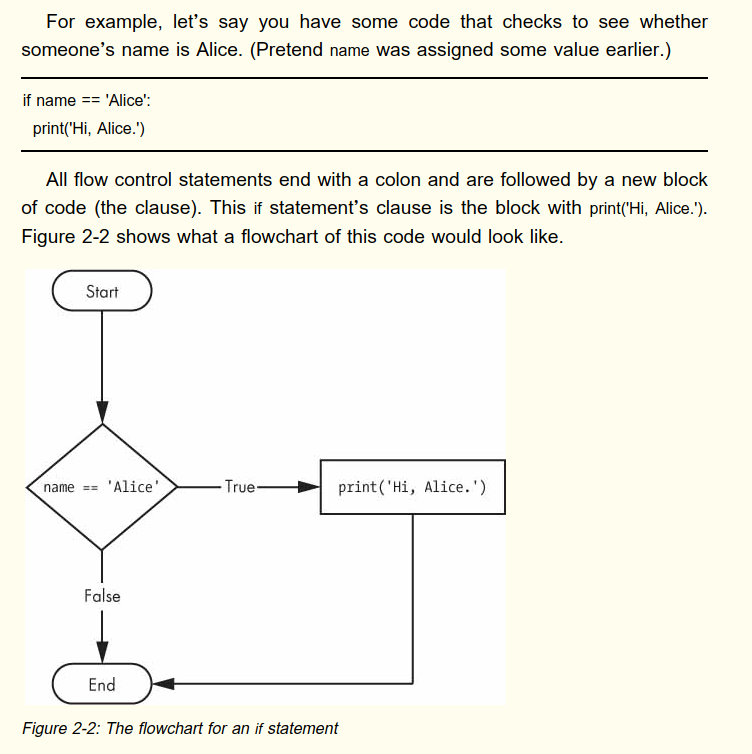 For example, let’s say you have some code that checks to see whether
someone’s name is Alice. (Pretend name was assigned some value earlier.)
if name == 'Alice':
print('Hi, Alice.')
All flow control statements end with a colon and are followed by a new block
of code (the clause). This if statement’s clause is the block with print('Hi, Alice.').
Figure 2-2 shows what a flowchart of this code would look like.
Start
name == 'Alice'
True
print('Hi, Alice.')
False
End
Figure 2-2: The flowchart for an if statement